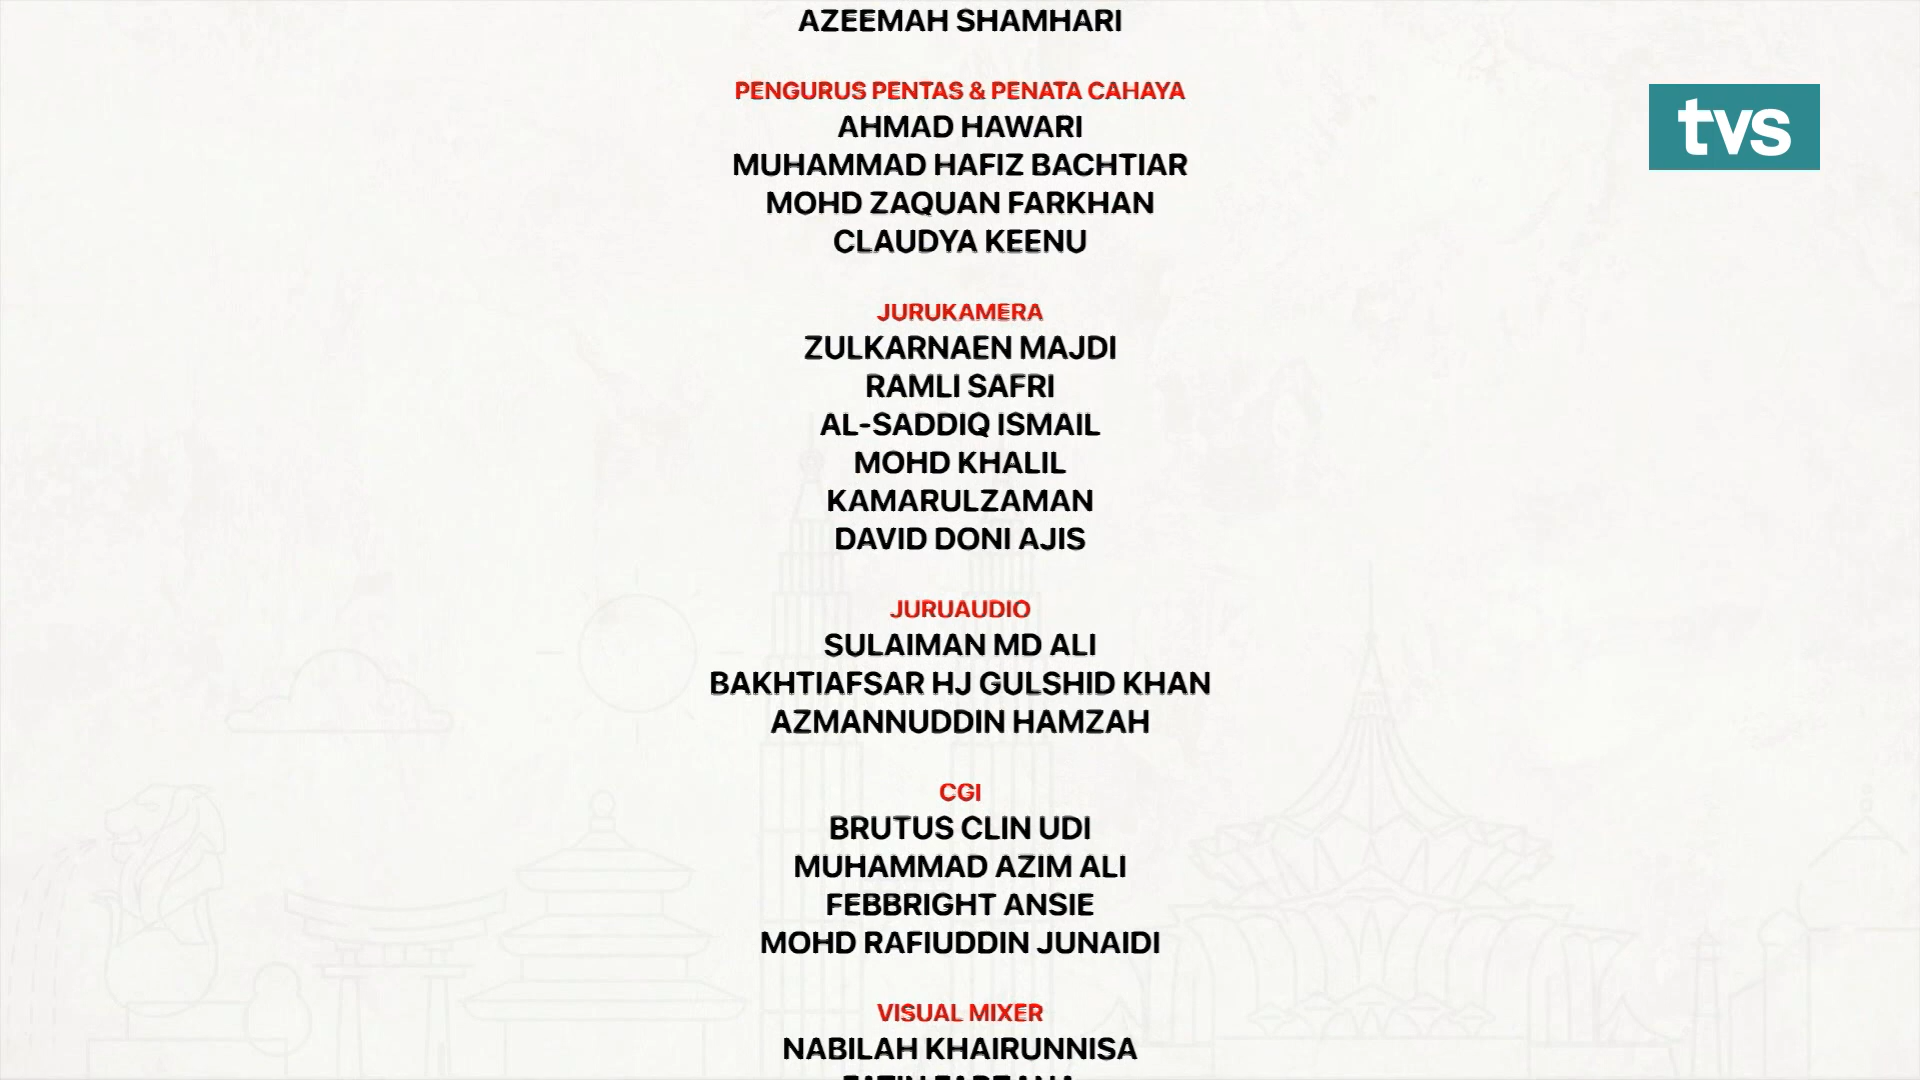 AZEEMAH SHAMHARI
PENGURUS PENTAS & PENATA CAHAYA
AHMAD HAWARI
MUHAMMAD HAFIZ BACHTIAR
MOHD ZAQUAN FARKHAN
CLAUDYA KEENU
tvs
JURUKAMERA
ZULKARNAEN MAJDI
RAMLI SAFRI
AL-SADDIQ ISMAIL
MOHD KHALIL
KAMARULZAMAN
DAVID DONI AJIS
JURUAUDIO
SULAIMAN MD ALI
BAKHTIAFSAR HJ GULSHID KHAN
AZMANNUDDIN HAMZAH
CGI
BRUTUS CLIN UDI
MUHAMMAD AZIM ALI
FEBBRIGHT ANSIE
MOHD RAFIUDDIN JUNAIDI
VISUAL MIXER
NABILAH KHAIRUNNISA